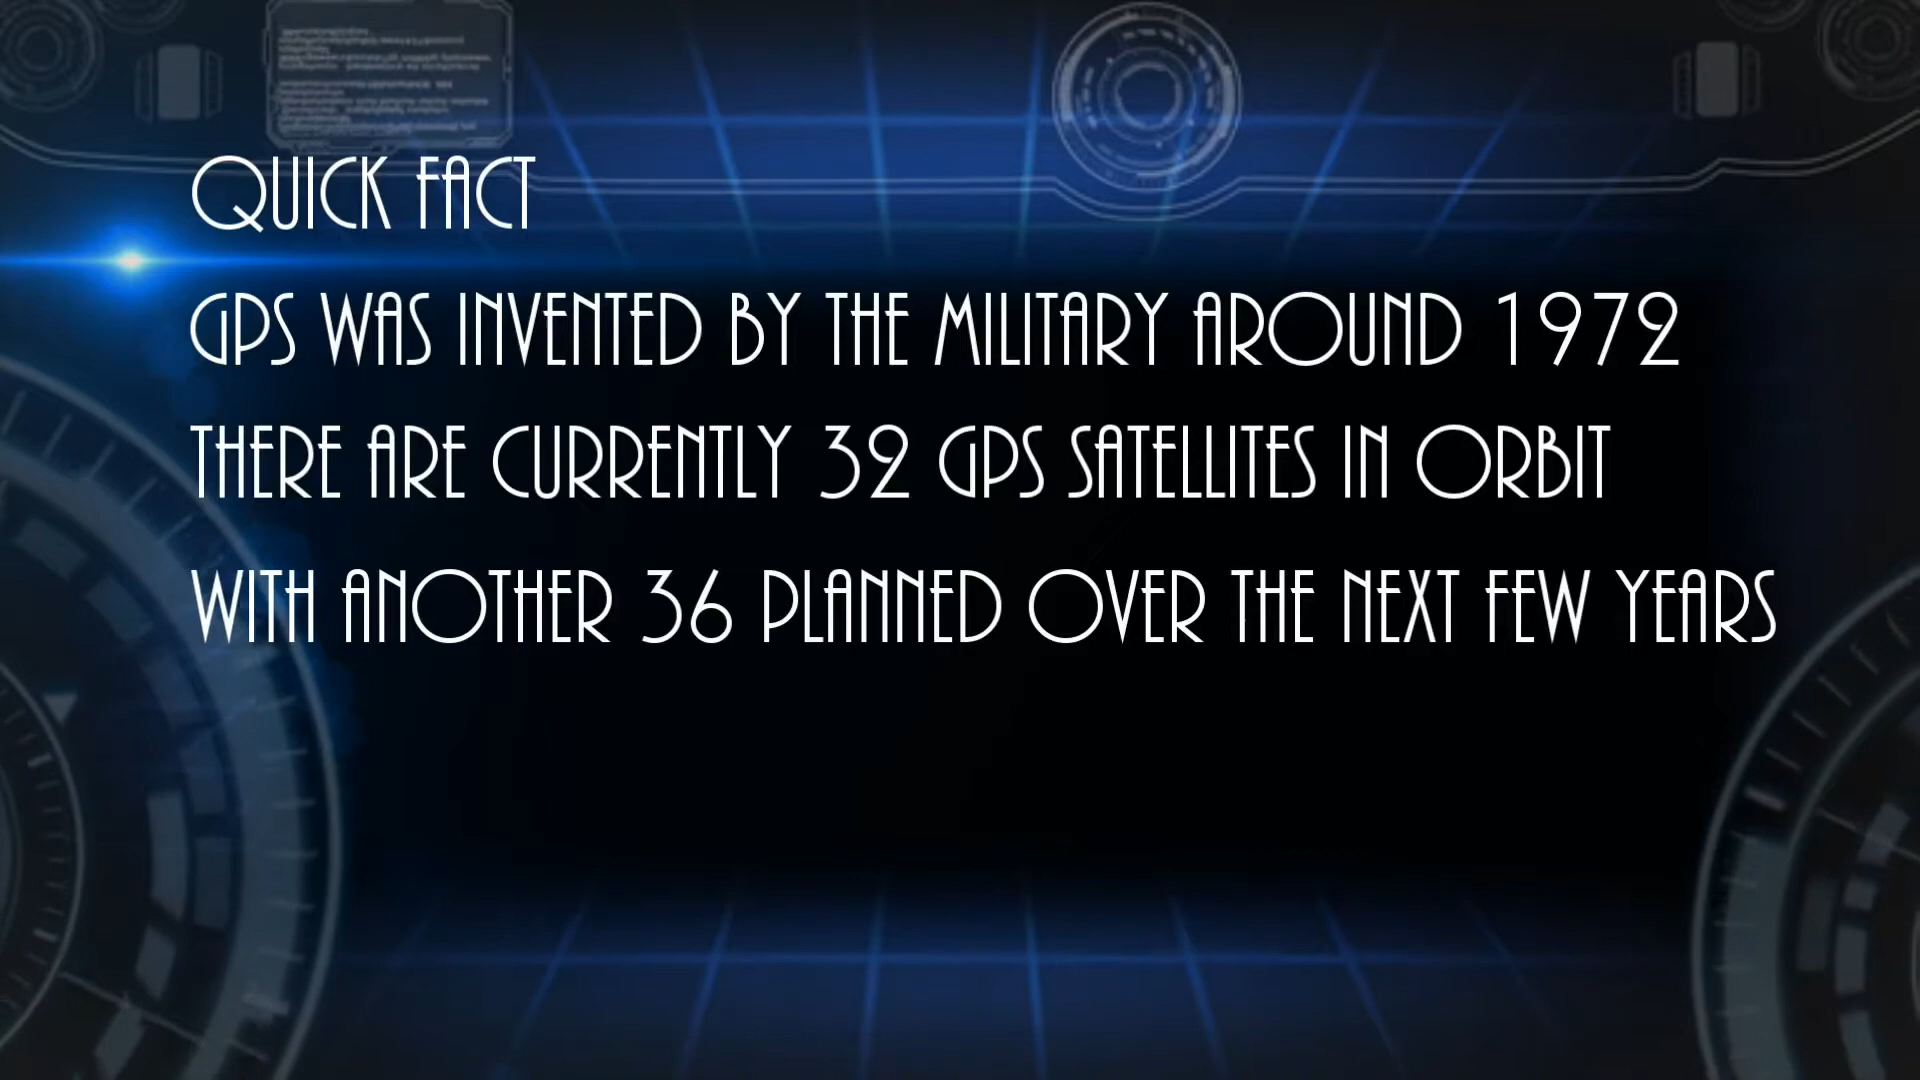 QUICK FACT
GPS WAS INVENTED BY THE MILITARY AROUND 1972
THERE ARE CURRENTLY 32 GPS SATELLITES IN ORBIT
WITH ANOTHER 36 PLANNED OVER THE NEXT FEW YEARS